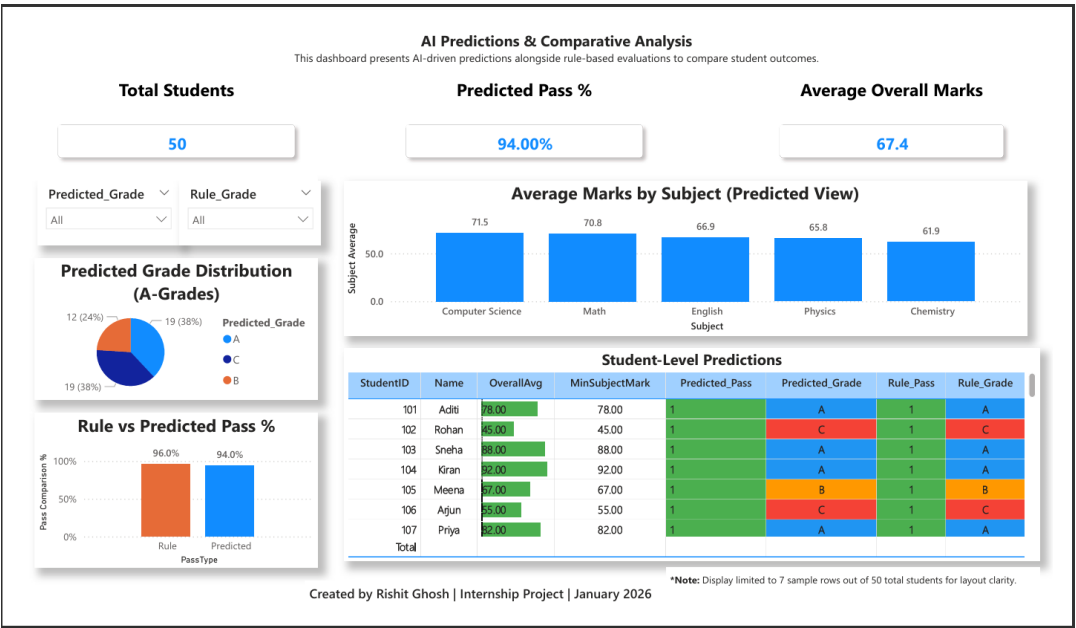 AI Predictions & Comparative Analysis
This dashboard presents AI-driven predictions alongside rule-based evaluations to compare student outcomes.
Total Students
Predicted Pass %
Average Overall Marks
50
94.00%
67.4
Predicted_Grade
Rule_Grade
All
All
Average Marks by Subject (Predicted View)
Subject Average
50.0
0.0
71.5
70.8
66.9
65.8
61.9
Computer Science
Math
English
Physics
Chemistry
Subject
Predicted Grade Distribution
(A-Grades)
12 (24%)
19 (38%)
19 (38%)
Predicted_Grade
A
C
B
Rule vs Predicted Pass %
Pass Comparison %
100%
50%
0%
96.0%
94.0%
Rule
Predicted
PassType
Student-Level Predictions
StudentID Name OverallAvg MinSubjectMark Predicted_Pass Predicted_Grade Rule_Pass Rule_Grade
101 Aditi 78.00 78.00 1 A 1 A
102 Rohan 45.00 45.00 1 C 1 C
103 Sneha 88.00 88.00 1 A 1 A
104 Kiran 92.00 92.00 1 A 1 A
105 Meena 67.00 67.00 1 B 1 B
106 Arjun 55.00 55.00 1 C 1 C
107 Priya 82.00 82.00 1 A 1 A
Total
*Note: Display limited to 7 sample rows out of 50 total students for layout clarity.
Created by Rishit Ghosh | Internship Project | January 2026